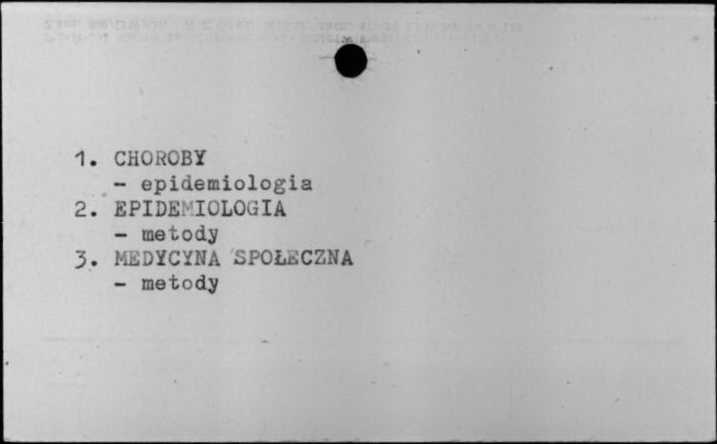 1. CHOROBY
- epidemiologia
2. EPIDEMIOLOGIA
- metody
3. MEDYCYNA SPOŁECZNA
- metody